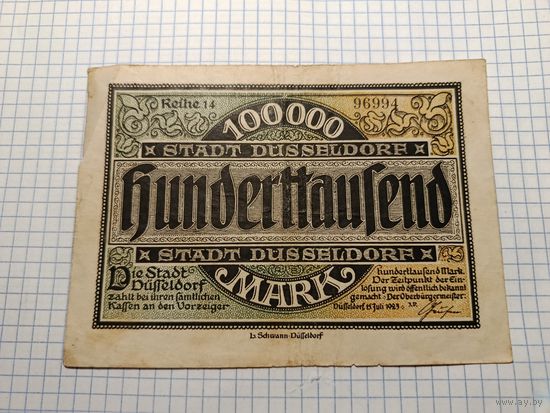 Reihe 14
96994
100000
STADT DÜSSELDORF
Hunderttausend
STADT DÜSSELDORF
MARK
Die Stadt
Düsseldorf
zahlt bei ihren sämtlichen
Kassen an den Vorzeiger
hunderttausend Mark.
Der Zeitpunkt der Ein-
lösung wird öffentlich bekannt
gemacht · Der Oberbürgermeister:
Düsseldorf, 15. Juli 1923 · I.V.
L. Schwann-Düsseldorf
www.ay.by